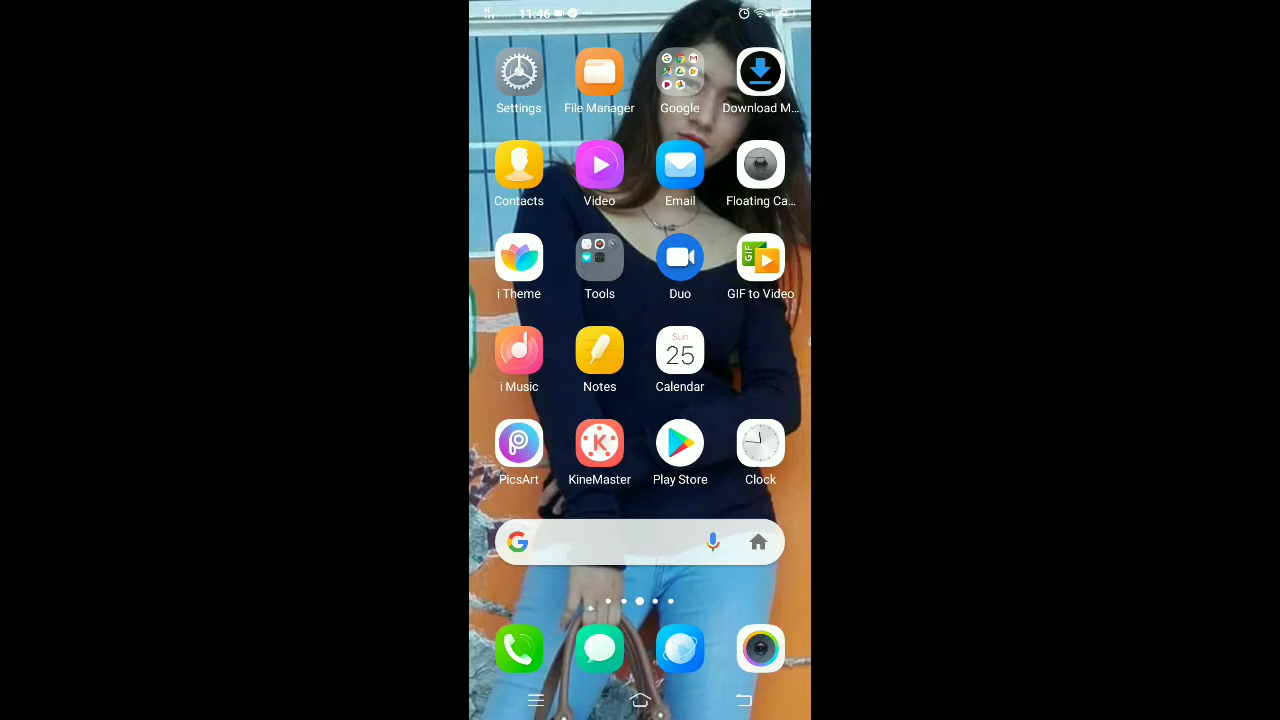 11:46
Settings
File Manager
Google
Download M...
Contacts
Video
Email
Floating Ca...
i Theme
Tools
Duo
GIF
GIF to Video
i Music
Notes
Sun
25
Calendar
PicsArt
K
KineMaster
Play Store
Clock